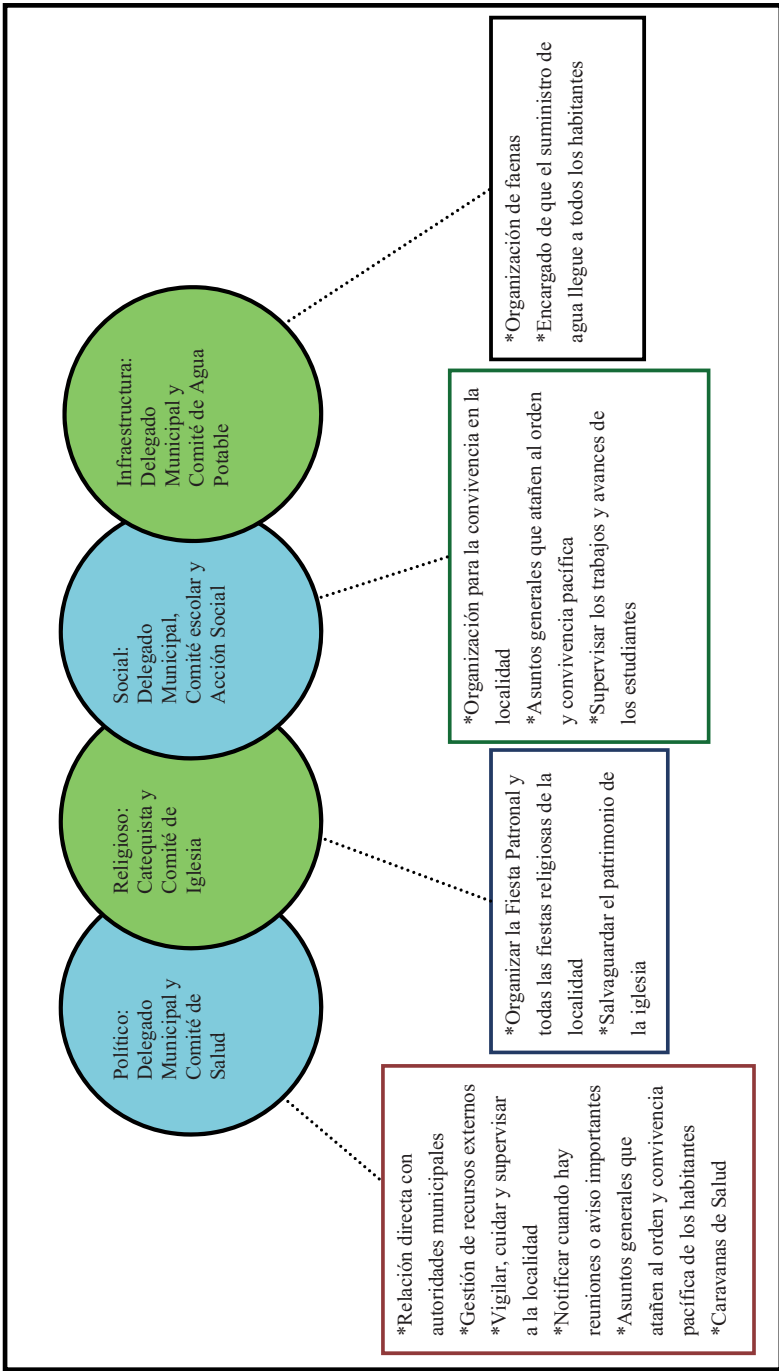 Político:
Delegado
Municipal y
Comité de
Salud
Religioso:
Catequista y
Comité de
Iglesia
Social:
Delegado
Municipal,
Comité escolar y
Acción Social
Infraestructura:
Delegado
Municipal y
Comité de Agua
Potable
*Relación directa con
autoridades municipales
*Gestión de recursos externos
*Vigilar, cuidar y supervisar
a la localidad
*Notificar cuando hay
reuniones o aviso importantes
*Asuntos generales que
atañen al orden y convivencia
pacífica de los habitantes
*Caravanas de Salud
*Organizar la Fiesta Patronal y
todas las fiestas religiosas de la
localidad
*Salvaguardar el patrimonio de
la iglesia
*Organización para la convivencia en la
localidad
*Asuntos generales que atañen al orden
y convivencia pacífica
*Supervisar los trabajos y avances de
los estudiantes
*Organización de faenas
*Encargado de que el suministro de
agua llegue a todos los habitantes